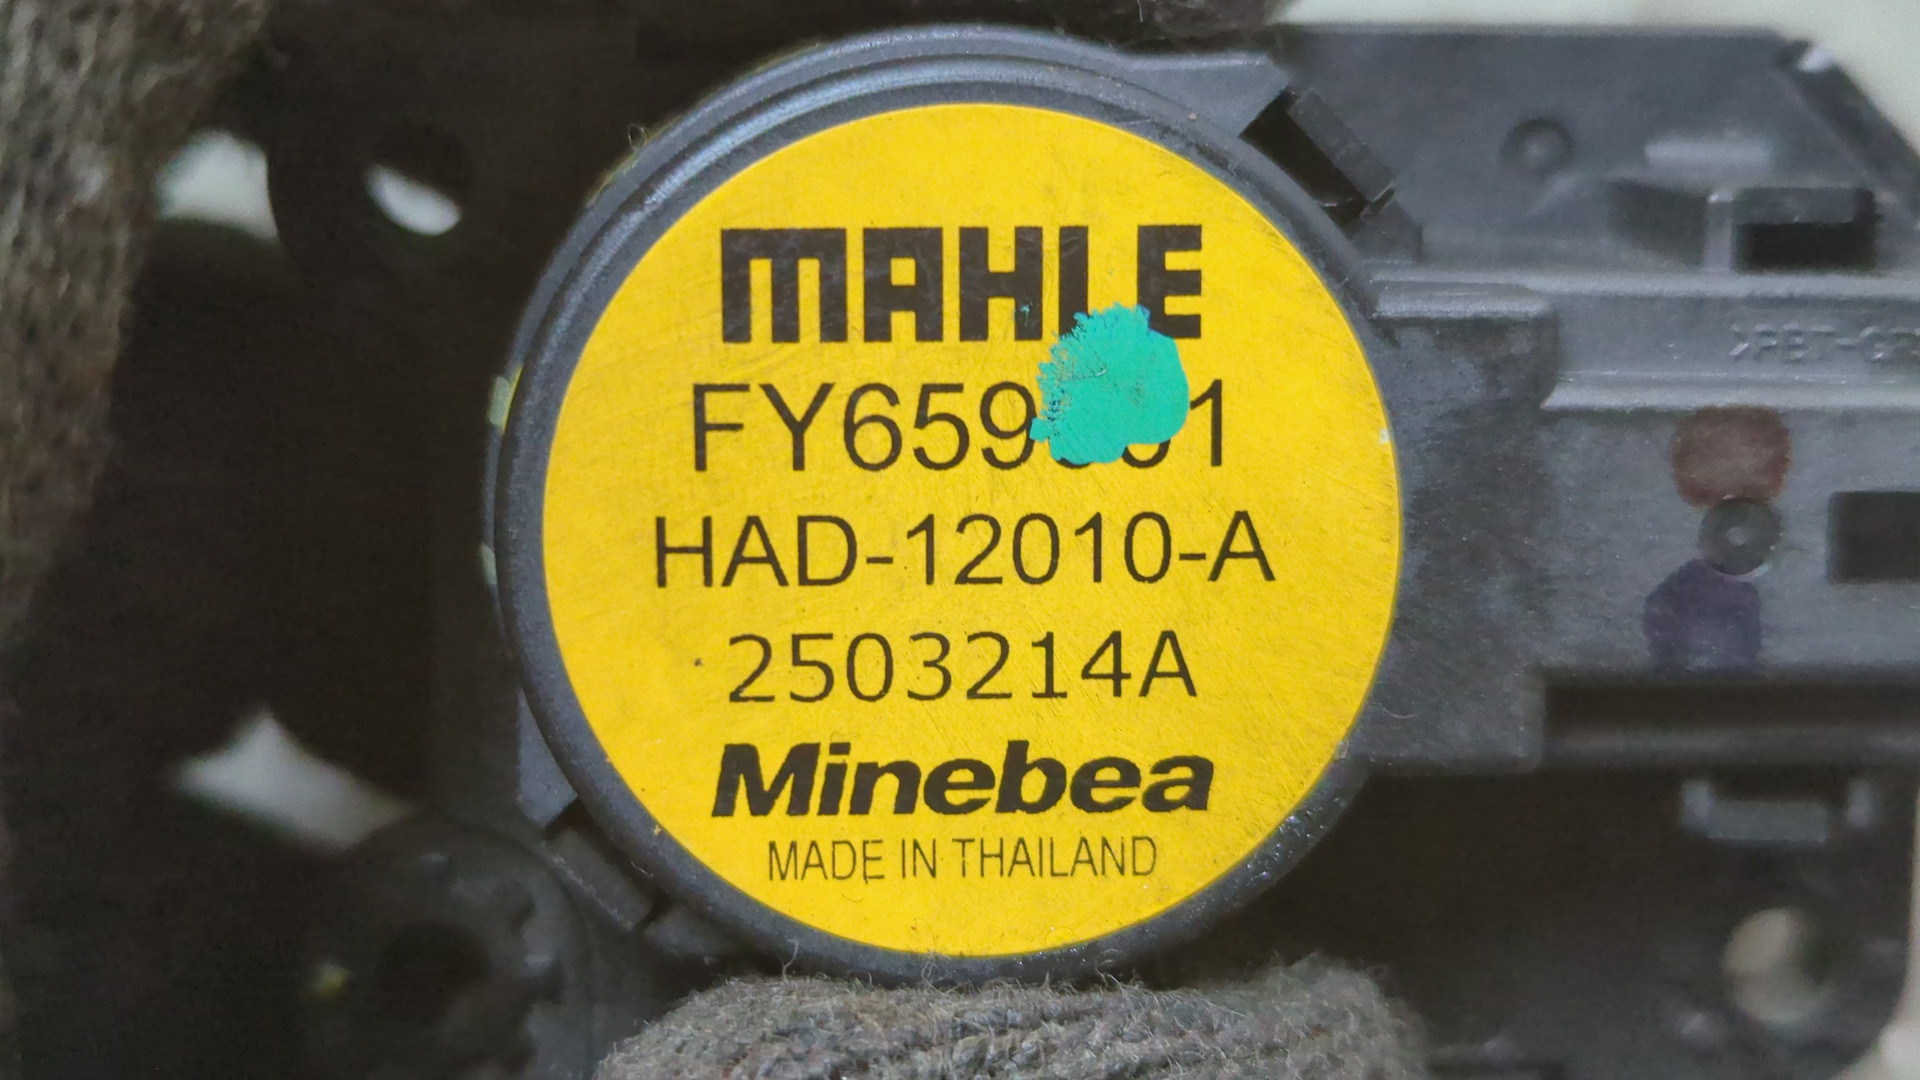 MAHLE
HAD-12010-A
2503214A
Minebea
MADE IN THAILAND